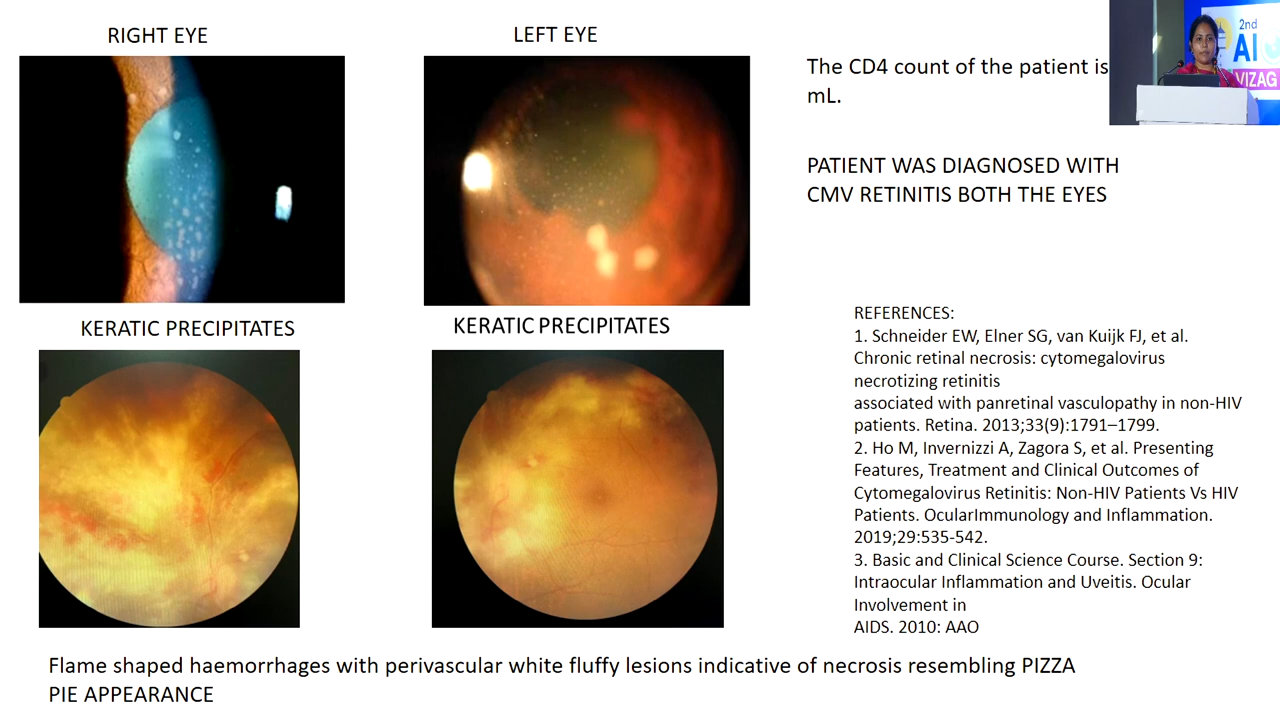 RIGHT EYE
LEFT EYE
KERATIC PRECIPITATES
KERATIC PRECIPITATES
Flame shaped haemorrhages with perivascular white fluffy lesions indicative of necrosis resembling PIZZA
PIE APPEARANCE
The CD4 count of the patient is
mL.
PATIENT WAS DIAGNOSED WITH
CMV RETINITIS BOTH THE EYES
REFERENCES:
1. Schneider EW, Elner SG, van Kuijk FJ, et al.
Chronic retinal necrosis: cytomegalovirus
necrotizing retinitis
associated with panretinal vasculopathy in non-HIV
patients. Retina. 2013;33(9):1791–1799.
2. Ho M, Invernizzi A, Zagora S, et al. Presenting
Features, Treatment and Clinical Outcomes of
Cytomegalovirus Retinitis: Non-HIV Patients Vs HIV
Patients. OcularImmunology and Inflammation.
2019;29:535-542.
3. Basic and Clinical Science Course. Section 9:
Intraocular Inflammation and Uveitis. Ocular
Involvement in
AIDS. 2010: AAO
2nd
AI
VIZAG